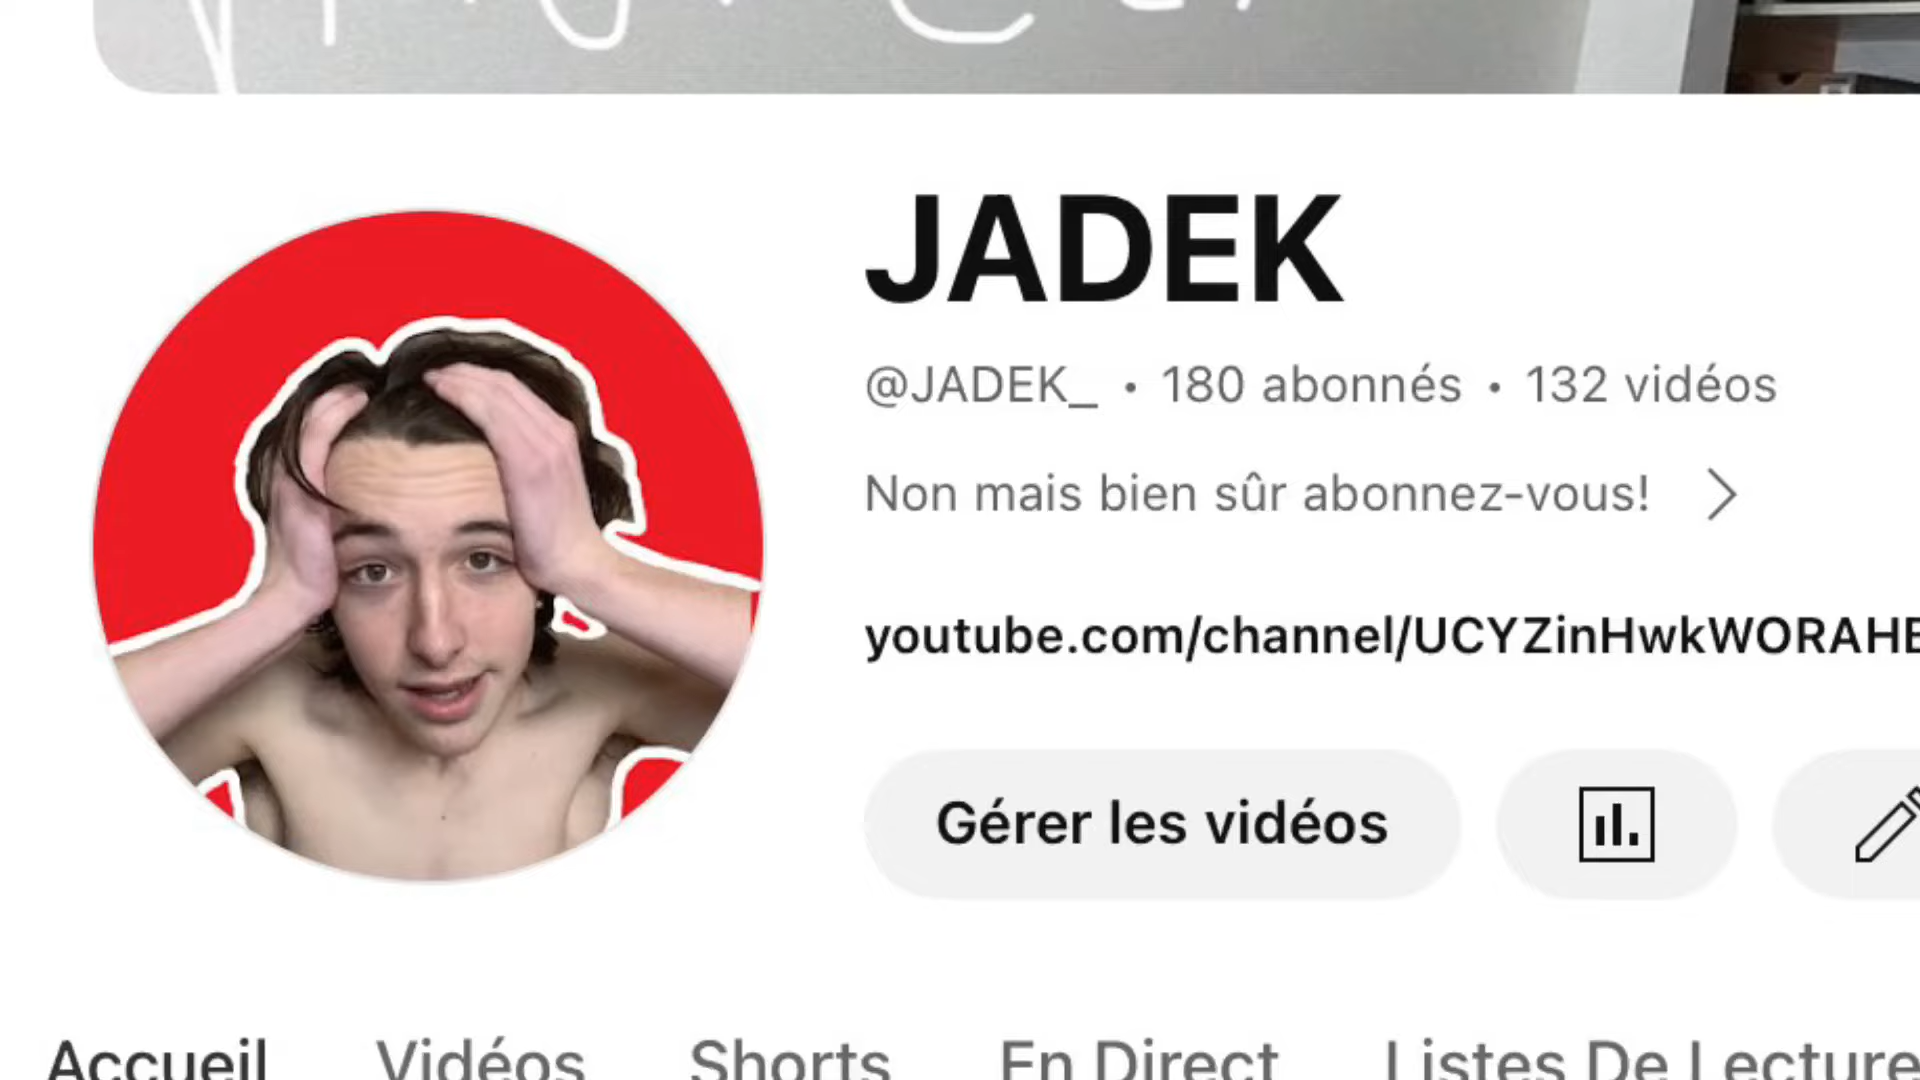 JADEK
@JADEK_ • 180 abonnés • 132 vidéos
Non mais bien sûr abonnez-vous!
youtube.com/channel/UCYZinHwkWORAHE
Gérer les vidéos
Accueil Vidéos Shorts En Direct Listes De Lecture